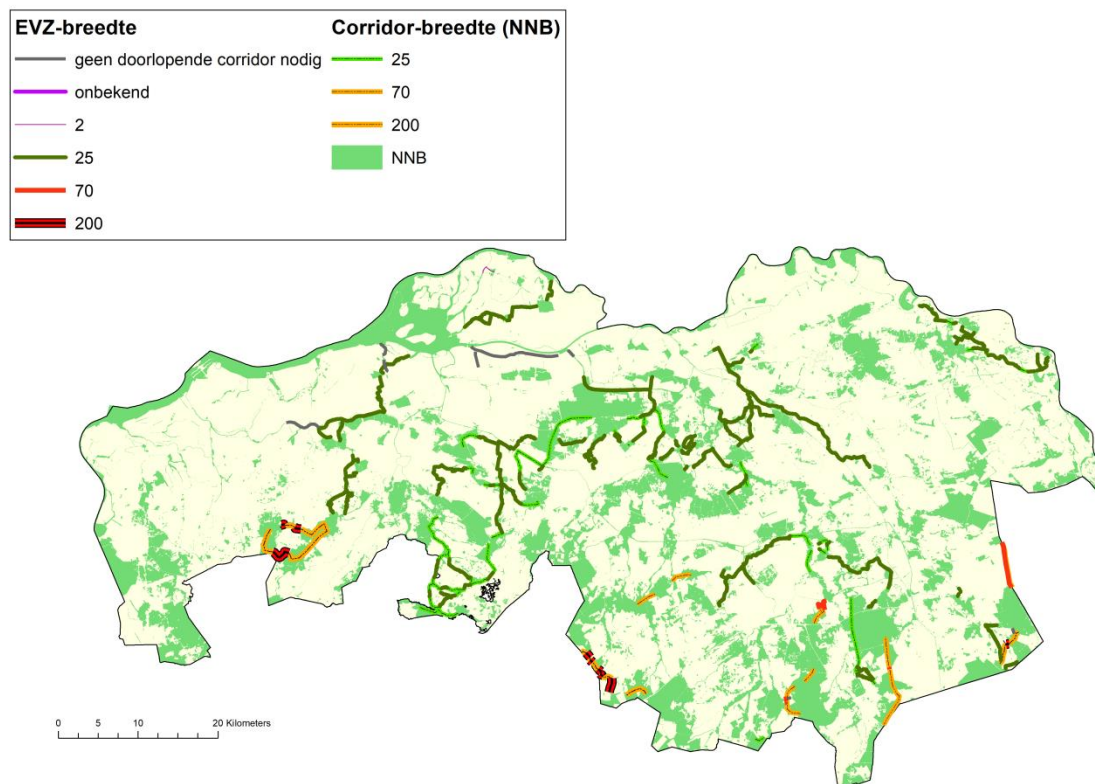 EVZ-breedte
geen doorlopende corridor nodig
onbekend
2
25
70
200
Corridor-breedte (NNB)
25
70
200
NNB
0 5 10 20 Kilometers